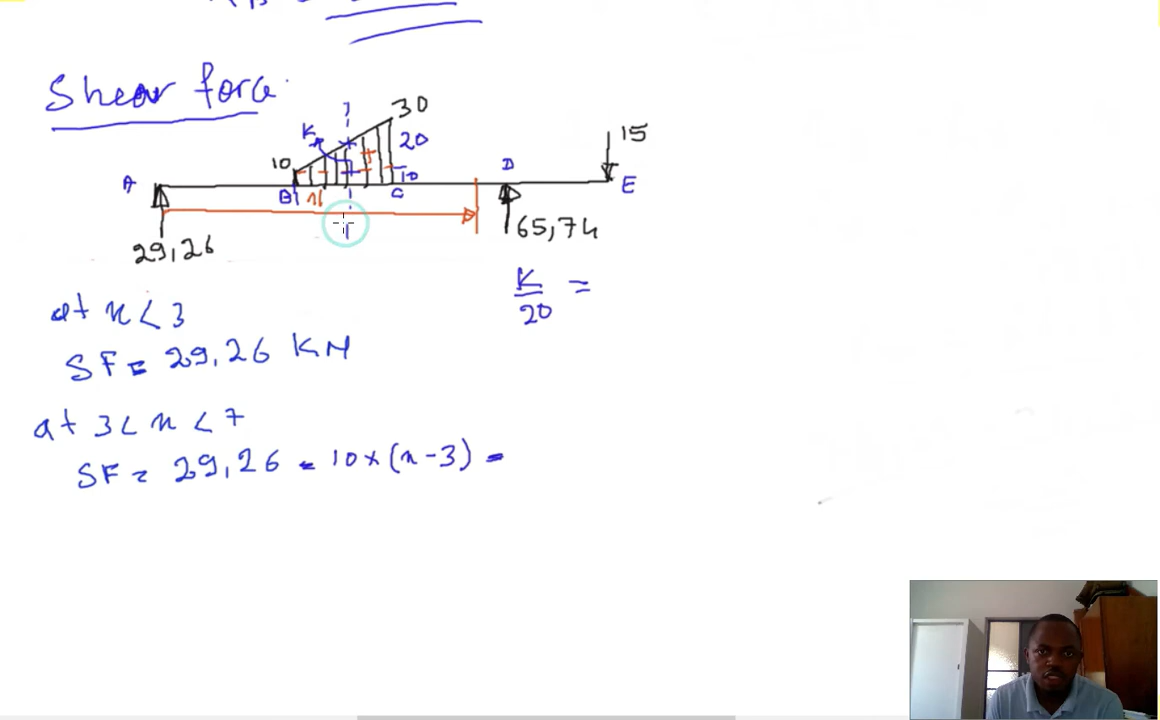 Shear force
30
K
20
15
10
10
A
B
x
C
D
E
29,26
65,74
K/20 =
at x < 3
SF = 29,26 KN
at 3 < x < 7
SF = 29,26 - 10×(x-3) -